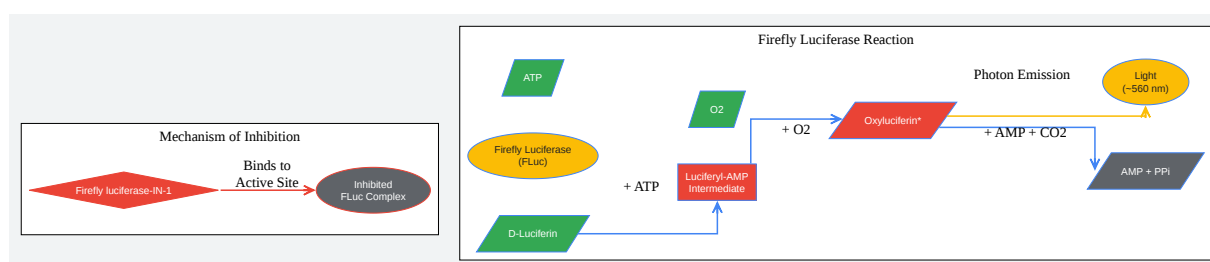 Mechanism of Inhibition
Firefly luciferase-IN-1
Binds to
Active Site
Inhibited
FLuc Complex
Firefly Luciferase Reaction
ATP
Firefly Luciferase
(FLuc)
D-Luciferin
+ ATP
O2
Luciferyl-AMP
Intermediate
+ O2
Oxyluciferin*
Photon Emission
Light
(~560 nm)
+ AMP + CO2
AMP + PPi